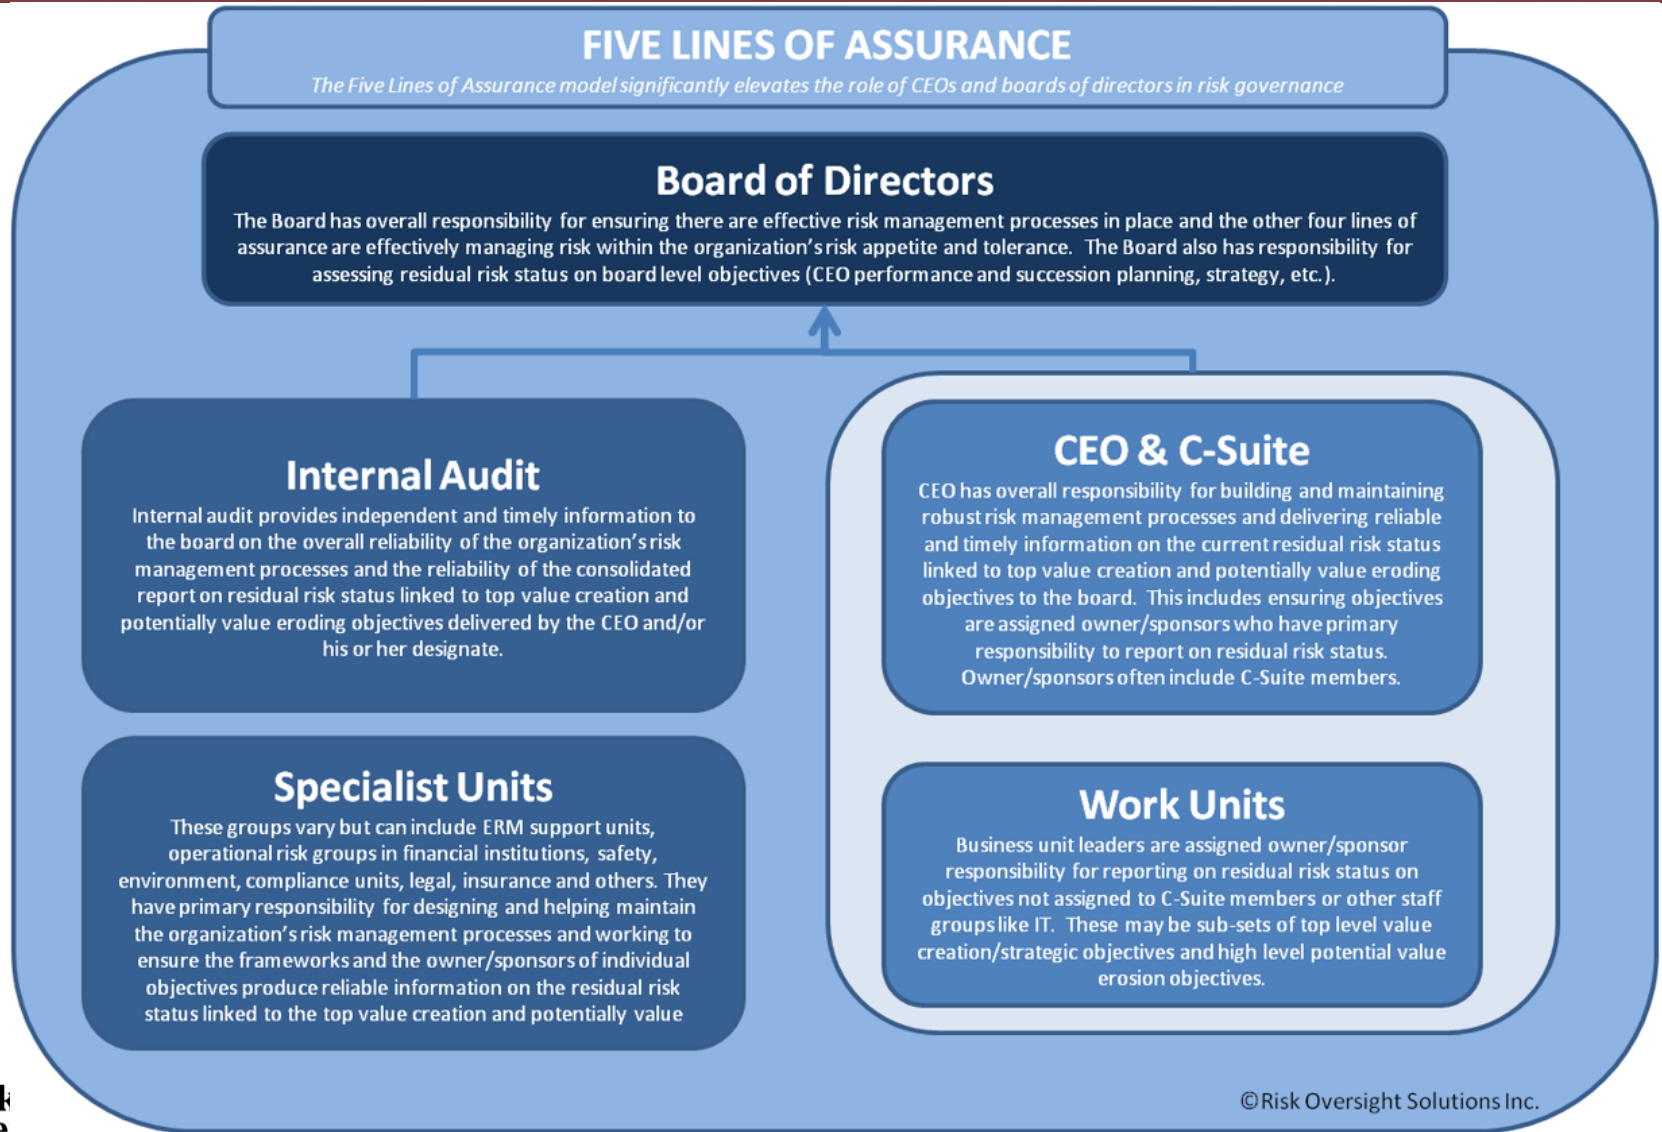 FIVE LINES OF ASSURANCE
The Five Lines of Assurance model significantly elevates the role of CEOs and boards of directors in risk governance
Board of Directors
The Board has overall responsibility for ensuring there are effective risk management processes in place and the other four lines of
assurance are effectively managing risk within the organization's risk appetite and tolerance. The Board also has responsibility for
assessing residual risk status on board level objectives (CEO performance and succession planning, strategy, etc.).
Internal Audit
Internal audit provides independent and timely information to
the board on the overall reliability of the organization's risk
management processes and the reliability of the consolidated
report on residual risk status linked to top value creation and
potentially value eroding objectives delivered by the CEO and/or
his or her designate.
CEO & C-Suite
CEO has overall responsibility for building and maintaining
robust risk management processes and delivering reliable
and timely information on the current residual risk status
linked to top value creation and potentially value eroding
objectives to the board. This includes ensuring objectives
are assigned owner/sponsors who have primary
responsibility to report on residual risk status.
Owner/sponsors often include C-Suite members.
Specialist Units
These groups vary but can include ERM support units,
operational risk groups in financial institutions, safety,
environment, compliance units, legal, insurance and others. They
have primary responsibility for designing and helping maintain
the organization's risk management processes and working to
ensure the frameworks and the owner/sponsors of individual
objectives produce reliable information on the residual risk
status linked to the top value creation and potentially value
Work Units
Business unit leaders are assigned owner/sponsor
responsibility for reporting on residual risk status on
objectives not assigned to C-Suite members or other staff
groups like IT. These may be sub-sets of top level value
creation/strategic objectives and high level potential value
erosion objectives.
©Risk Oversight Solutions Inc.